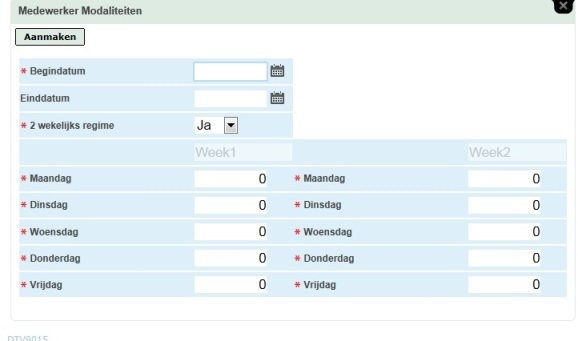 Medewerker Modaliteiten
Aanmaken
* Begindatum
Einddatum
* 2 wekelijks regime Ja
Week1 Week2
* Maandag 0 * Maandag 0
* Dinsdag 0 * Dinsdag 0
* Woensdag 0 * Woensdag 0
* Donderdag 0 * Donderdag 0
* Vrijdag 0 * Vrijdag 0
DTV9015